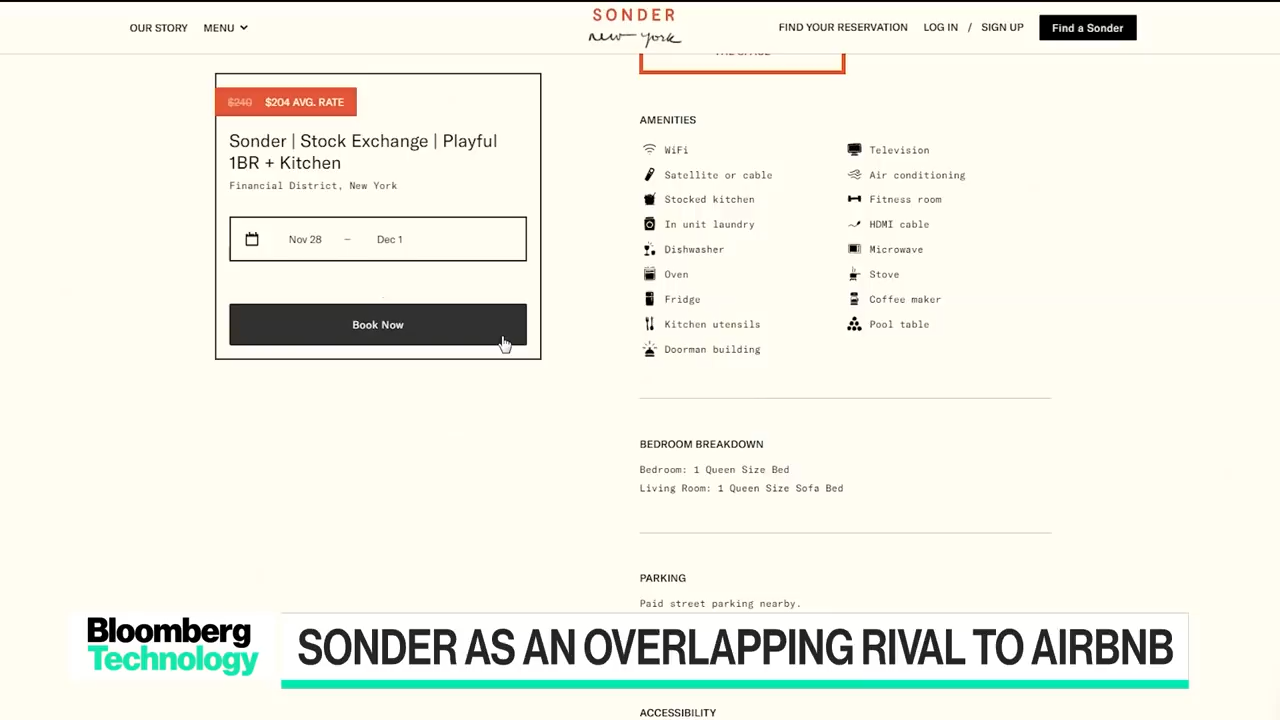 OUR STORY
MENU
SONDER
new york
FIND YOUR RESERVATION
LOG IN / SIGN UP
Find a Sonder
$240 $204 AVG. RATE
Sonder | Stock Exchange | Playful
1BR + Kitchen
Financial District, New York
Nov 28 – Dec 1
Book Now
AMENITIES
WiFi
Television
Satellite or cable
Air conditioning
Stocked kitchen
Fitness room
In unit laundry
HDMI cable
Dishwasher
Microwave
Oven
Stove
Fridge
Coffee maker
Kitchen utensils
Pool table
Doorman building
BEDROOM BREAKDOWN
Bedroom: 1 Queen Size Bed
Living Room: 1 Queen Size Sofa Bed
PARKING
Paid street parking nearby.
Bloomberg
Technology
SONDER AS AN OVERLAPPING RIVAL TO AIRBNB
ACCESSIBILITY